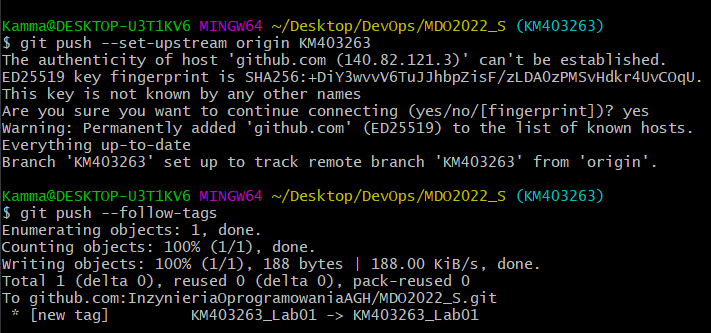 Kamma@DESKTOP-U3T1KV6 MINGW64 ~/Desktop/DevOps/MDO2022_S (KM403263)
$ git push --set-upstream origin KM403263
The authenticity of host 'github.com (140.82.121.3)' can't be established.
ED25519 key fingerprint is SHA256:+DiY3wvvV6TuJJhbpZisF/zLDA0zPMSvHdkr4UvCOqU.
This key is not known by any other names
Are you sure you want to continue connecting (yes/no/[fingerprint])? yes
Warning: Permanently added 'github.com' (ED25519) to the list of known hosts.
Everything up-to-date
Branch 'KM403263' set up to track remote branch 'KM403263' from 'origin'.
Kamma@DESKTOP-U3T1KV6 MINGW64 ~/Desktop/DevOps/MDO2022_S (KM403263)
$ git push --follow-tags
Enumerating objects: 1, done.
Counting objects: 100% (1/1), done.
Writing objects: 100% (1/1), 188 bytes | 188.00 KiB/s, done.
Total 1 (delta 0), reused 0 (delta 0), pack-reused 0
To github.com:InzynieriaOprogramowaniaAGH/MDO2022_S.git
 * [new tag]         KM403263_Lab01 -> KM403263_Lab01